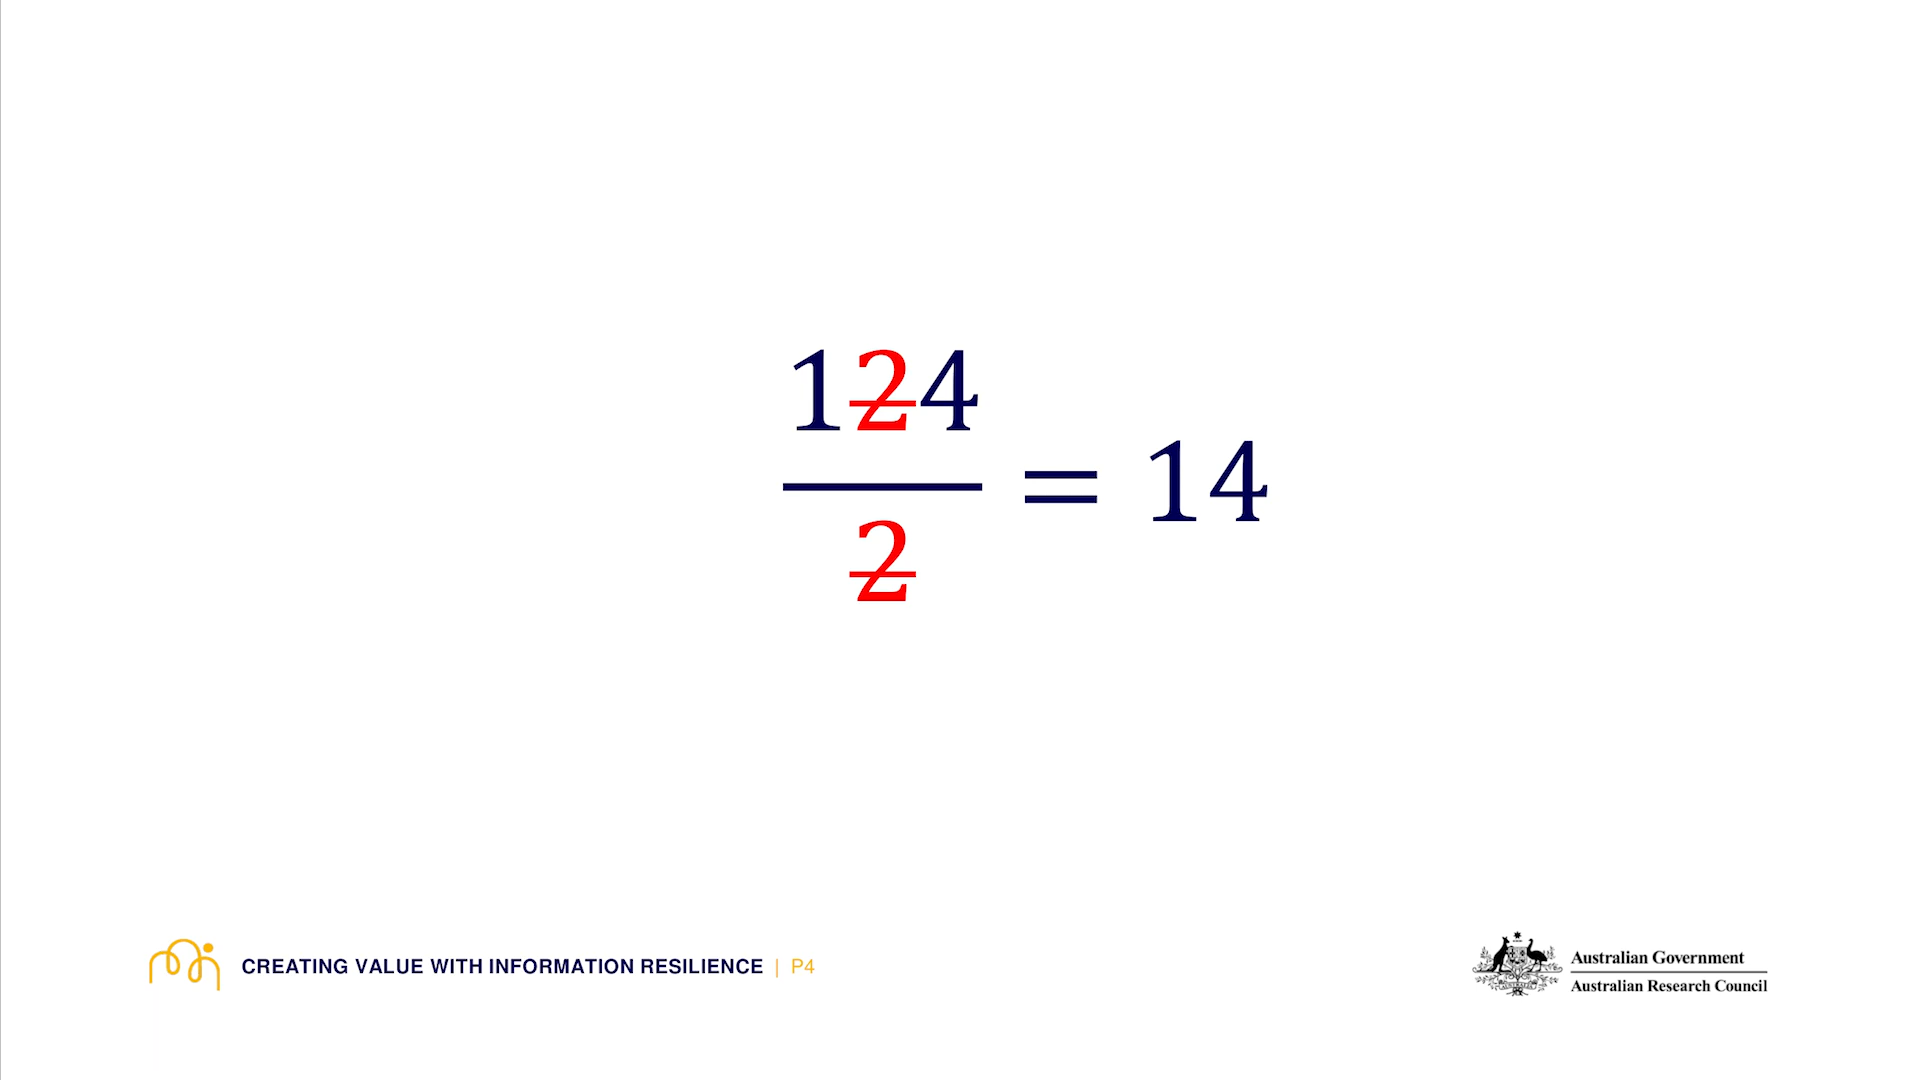 124
= 14
2
CREATING VALUE WITH INFORMATION RESILIENCE | P4
Australian Government
Australian Research Council